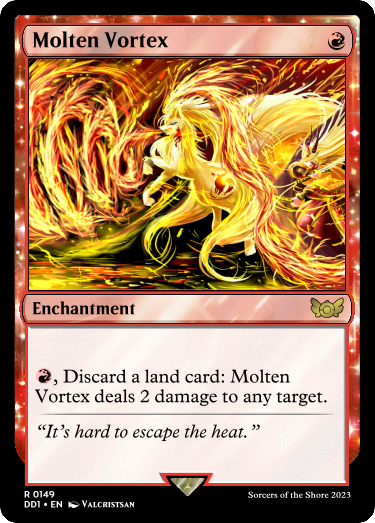 Molten Vortex
Enchantment
, Discard a land card: Molten
Vortex deals 2 damage to any target.
“It's hard to escape the heat.”
R 0149
DD1 • EN Valcristsan
Sorcers of the Shore 2023